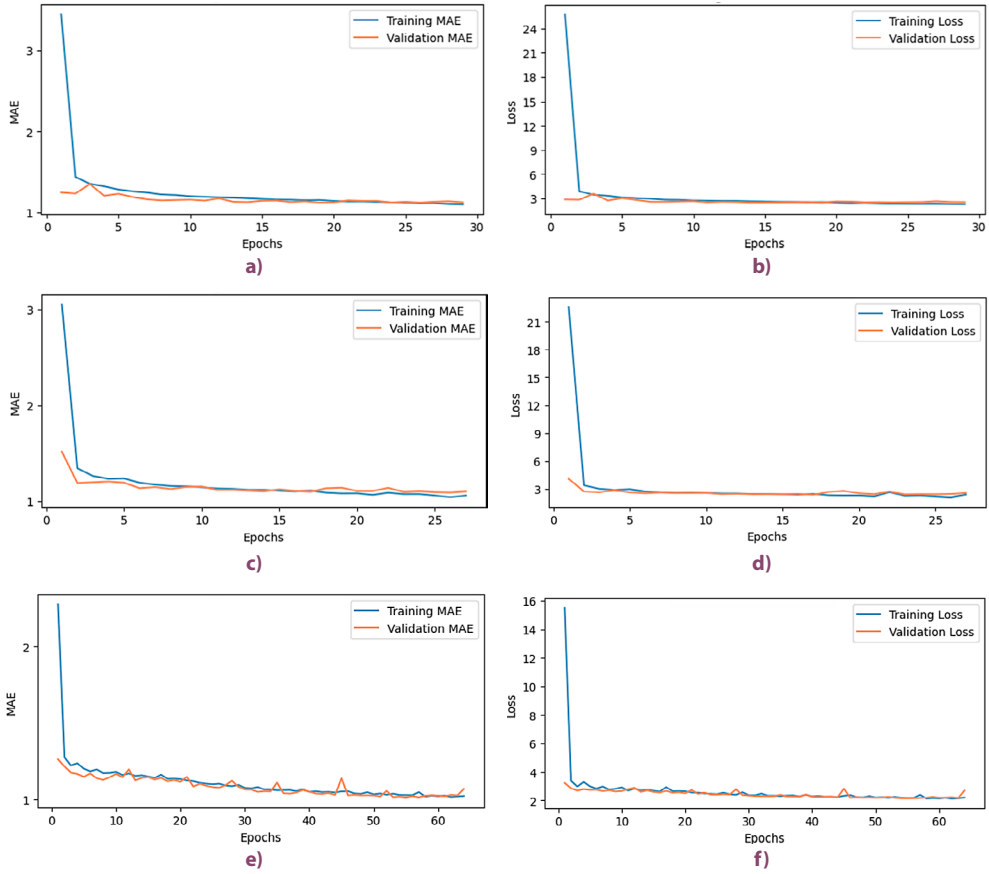 Training MAE
Validation MAE
3
2
1
MAE
0 5 10 15 20 25 30
Epochs
a)
Training Loss
Validation Loss
24
21
18
15
12
9
6
3
Loss
0 5 10 15 20 25 30
Epochs
b)
Training MAE
Validation MAE
3
2
1
MAE
0 5 10 15 20 25
Epochs
c)
Training Loss
Validation Loss
21
18
15
12
9
6
3
Loss
0 5 10 15 20 25
Epochs
d)
Training MAE
Validation MAE
2
1
MAE
0 10 20 30 40 50 60
Epochs
e)
Training Loss
Validation Loss
16
14
12
10
8
6
4
2
Loss
0 10 20 30 40 50 60
Epochs
f)